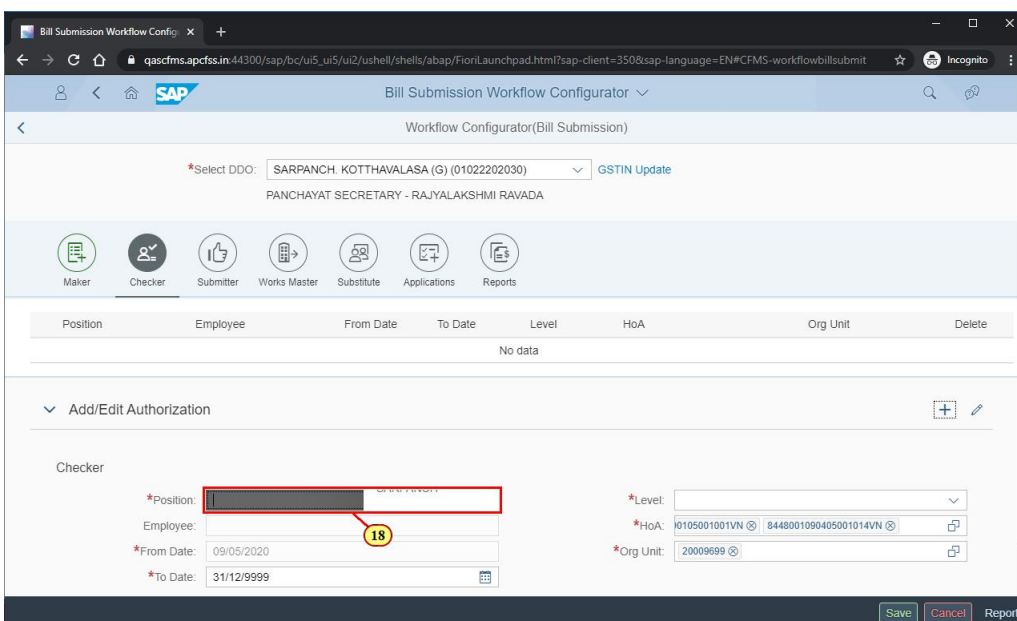 Bill Submission Workflow Config
qascfms.apcfss.in:44300/sap/bc/ui5_ui5/ui2/ushell/shells/abap/FioriLaunchpad.html?sap-client=350&sap-language=EN#CFMS-workflowbillsubmit
Incognito
SAP
Bill Submission Workflow Configurator
Workflow Configurator(Bill Submission)
*Select DDO: SARPANCH. KOTTHAVALASA (G) (01022202030) GSTIN Update
PANCHAYAT SECRETARY - RAJYALAKSHMI RAVADA
Maker Checker Submitter Works Master Substitute Applications Reports
Position Employee From Date To Date Level HoA Org Unit Delete
No data
Add/Edit Authorization
Checker
*Position: *Level:
Employee: *HoA: 0105001001VN 8448001090405001014VN
18
*From Date: 09/05/2020 *Org Unit: 20009699
*To Date: 31/12/9999
Save Cancel Report